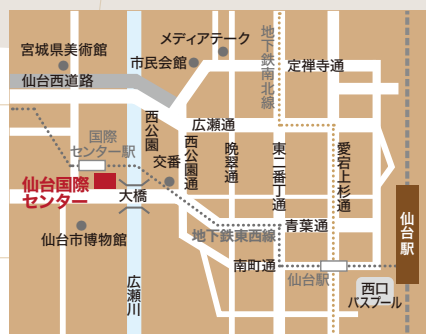 メディアテーク
宮城県美術館
市民会館
地下鉄南北線
定禅寺通
仙台西道路
西公園
広瀬通
国際
センター駅
交番
西公園通
晩翠通
東二番丁通
愛宕上杉通
仙台国際
センター
大橋
仙台駅
青葉通
地下鉄東西線
仙台市博物館
南町通
仙台駅
広瀬川
西口
バスプール